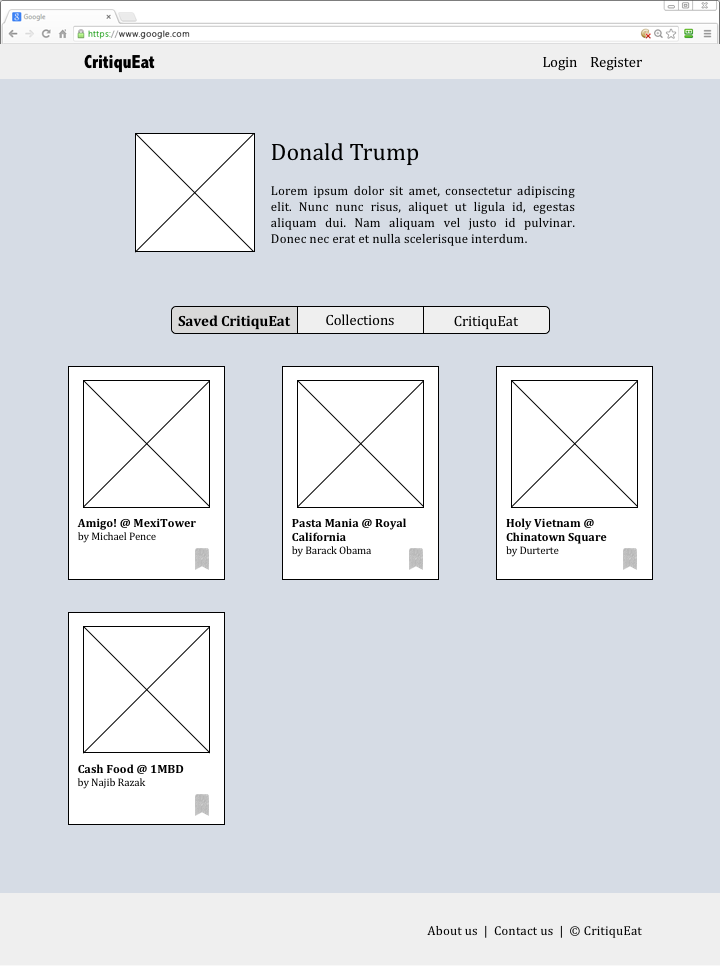 Google
https://www.google.com
CritiquEat
Login Register
Donald Trump
Lorem ipsum dolor sit amet, consectetur adipiscing
elit. Nunc nunc risus, aliquet ut ligula id, egestas
aliquam dui. Nam aliquam vel justo id pulvinar.
Donec nec erat et nulla scelerisque interdum.
Saved CritiquEat Collections CritiquEat
Amigo! @ MexiTower
by Michael Pence
Pasta Mania @ Royal
California
by Barack Obama
Holy Vietnam @
Chinatown Square
by Durterte
Cash Food @ 1MBD
by Najib Razak
About us | Contact us | © CritiquEat